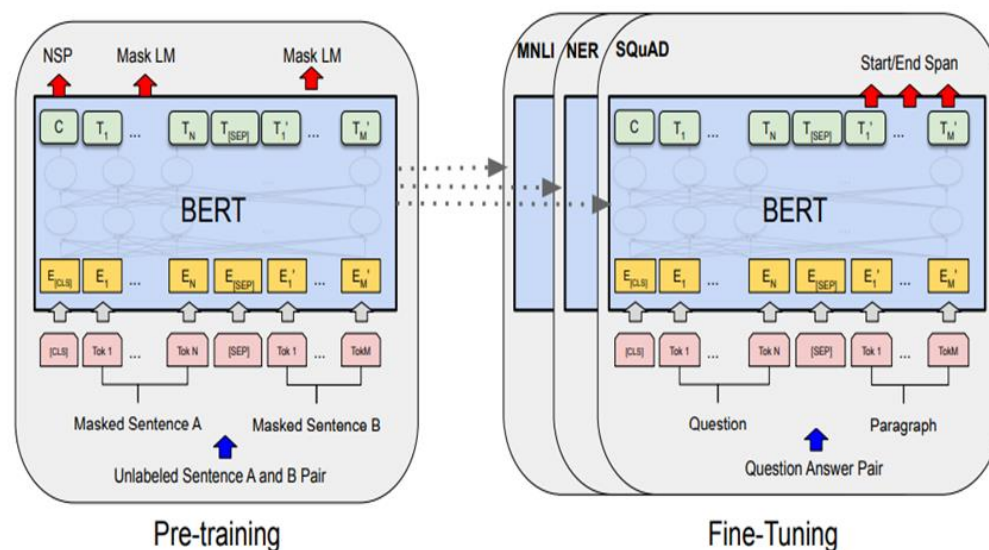 NSP Mask LM Mask LM
C T1 ... TN T[SEP] T1' ... TM'
BERT
E[CLS] E1 ... EN E[SEP] E1' ... EM'
[CLS] Tok 1 ... Tok N [SEP] Tok 1 ... TokM
Masked Sentence A Masked Sentence B
Unlabeled Sentence A and B Pair
Pre-training
MNLI NER SQuAD
Start/End Span
C T1 ... TN T[SEP] T1' ... TM'
BERT
E[CLS] E1 ... EN E[SEP] E1' ... EM'
[CLS] Tok 1 ... Tok N [SEP] Tok 1 ... TokM
Question Paragraph
Question Answer Pair
Fine-Tuning